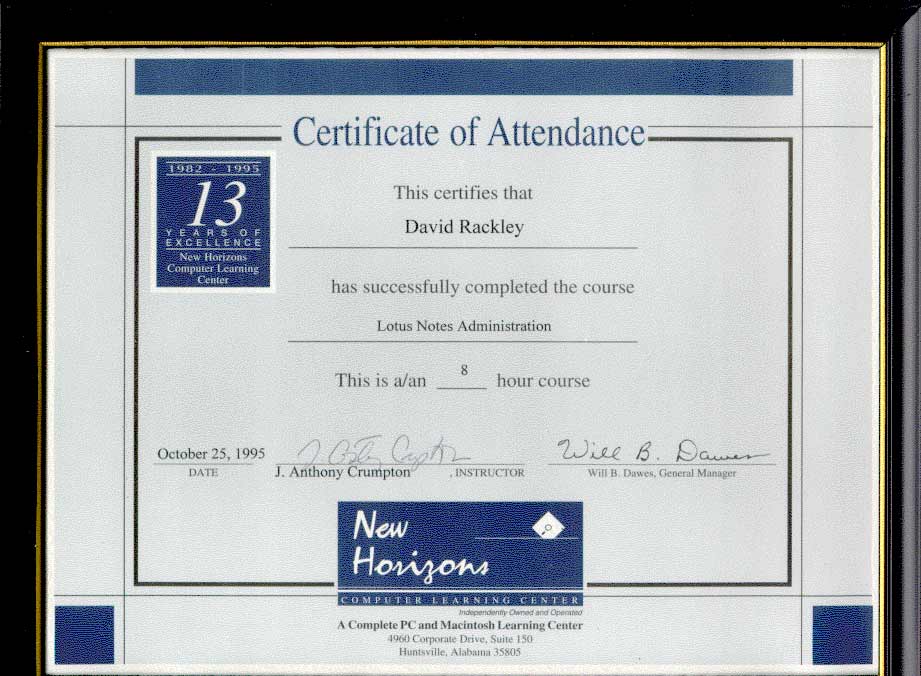 Certificate of Attendance
1982 - 1995
13
YEARS OF
EXCELLENCE
New Horizons
Computer Learning
Center
This certifies that
David Rackley
has successfully completed the course
Lotus Notes Administration
This is a/an 8 hour course
October 25, 1995
DATE
J. Anthony Crumpton , INSTRUCTOR
Will B. Dawes
Will B. Dawes, General Manager
New
Horizons
COMPUTER LEARNING CENTER
Independently Owned and Operated
A Complete PC and Macintosh Learning Center
4960 Corporate Drive, Suite 150
Huntsville, Alabama 35805